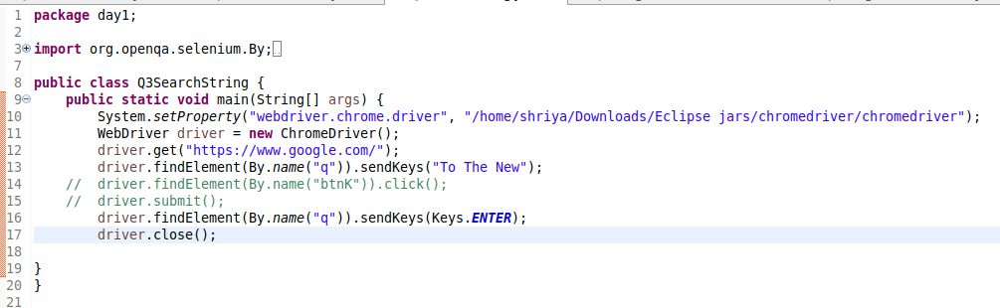 1 package day1;
2
3 import org.openqa.selenium.By;
7
8 public class Q3SearchString {
9     public static void main(String[] args) {
10         System.setProperty("webdriver.chrome.driver", "/home/shriya/Downloads/Eclipse jars/chromedriver/chromedriver");
11         WebDriver driver = new ChromeDriver();
12         driver.get("https://www.google.com/");
13         driver.findElement(By.name("q")).sendKeys("To The New");
14     //  driver.findElement(By.name("btnK")).click();
15     //  driver.submit();
16         driver.findElement(By.name("q")).sendKeys(Keys.ENTER);
17         driver.close();
18
19 }
20 }
21